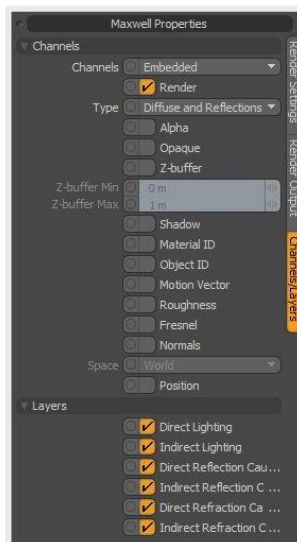 Maxwell Properties
Channels
Channels Embedded
Render
Type Diffuse and Reflections
Alpha
Opaque
Z-buffer
Z-buffer Min 0 m
Z-buffer Max 1 m
Shadow
Material ID
Object ID
Motion Vector
Roughness
Fresnel
Normals
Space World
Position
Layers
Direct Lighting
Indirect Lighting
Direct Reflection Cau ...
Indirect Reflection C ...
Direct Refraction Ca ...
Indirect Refraction C ...
Render Settings
Render Output
Channels/Layers